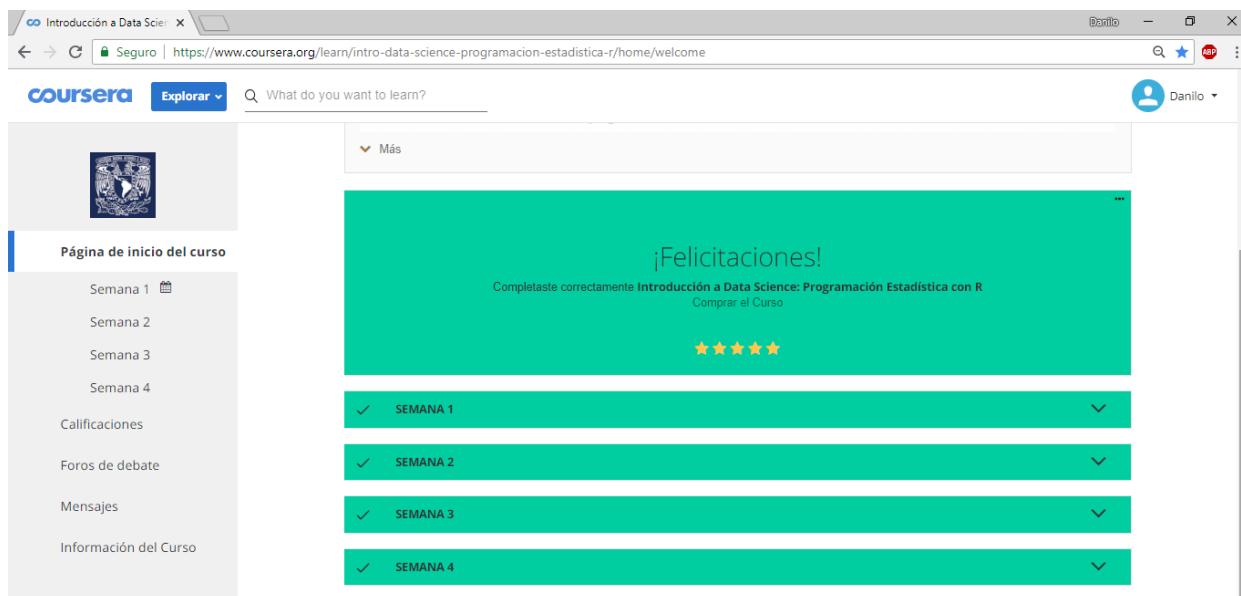 Introducción a Data Scien
Danilo
Seguro | https://www.coursera.org/learn/intro-data-science-programacion-estadistica-r/home/welcome
ABP
coursera
Explorar
What do you want to learn?
Danilo
Más
Página de inicio del curso
Semana 1
Semana 2
Semana 3
Semana 4
Calificaciones
Foros de debate
Mensajes
Información del Curso
¡Felicitaciones!
Completaste correctamente Introducción a Data Science: Programación Estadística con R
Comprar el Curso
SEMANA 1
SEMANA 2
SEMANA 3
SEMANA 4